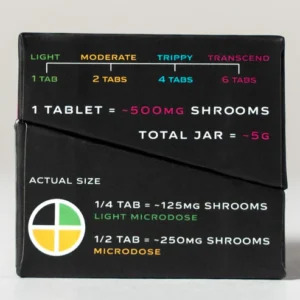 LIGHT MODERATE TRIPPY TRANSCEND
1 TAB 2 TABS 4 TABS 6 TABS
1 TABLET = ~500MG SHROOMS
TOTAL JAR = ~5G
ACTUAL SIZE
1/4 TAB = ~125MG SHROOMS
LIGHT MICRODOSE
1/2 TAB = ~250MG SHROOMS
MICRODOSE